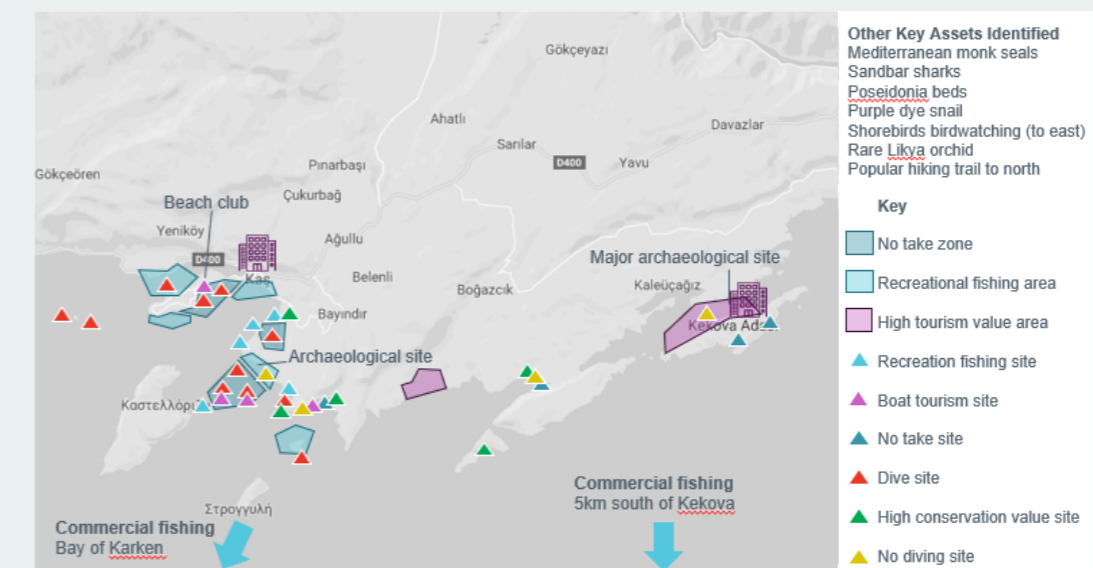 Gökçeyazı
Ahatlı
Sarılar
Davazlar
D400
Yavu
Pınarbaşı
Gökçeören
Çukurbağ
Beach club
Yeniköy
Ağullu
D400
Kaş
Belenli
Major archaeological site
Boğazcık
Kaleüçağız
Bayındır
Kekova Adası
Archaeological site
Στρογγυλή
Commercial fishing
Bay of Karken
Commercial fishing
5km south of Kekova
Other Key Assets Identified
Mediterranean monk seals
Sandbar sharks
Poseidonia beds
Purple dye snail
Shorebirds birdwatching (to east)
Rare Likya orchid
Popular hiking trail to north
Key
No take zone
Recreational fishing area
High tourism value area
Recreation fishing site
Boat tourism site
No take site
Dive site
High conservation value site
No diving site